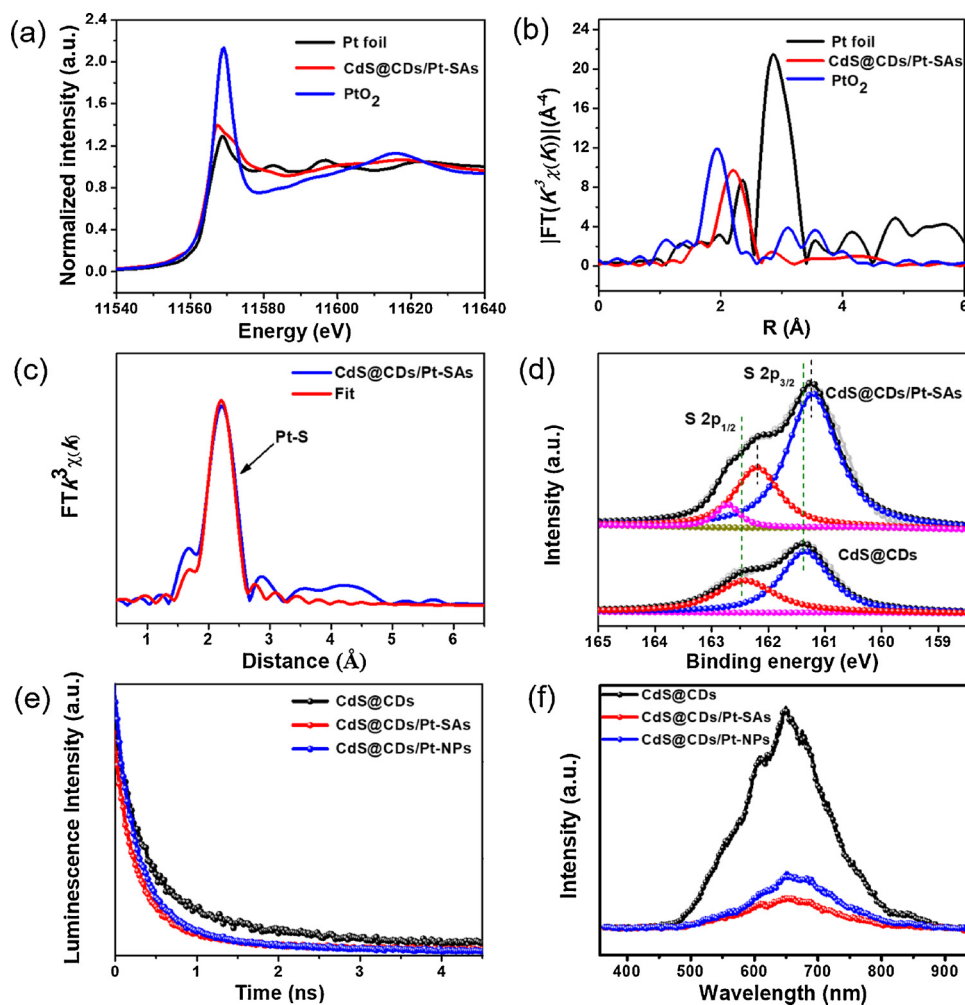 (a)
Normalized intensity (a.u.)
2.4
1.8
1.2
0.6
0.0
Pt foil
CdS@CDs/Pt-SAs
PtO2
11540 11560 11580 11600 11620 11640
Energy (eV)
(b)
|FT(K³χ(K))|(Å-4)
24
20
16
12
8
4
0
Pt foil
CdS@CDs/Pt-SAs
PtO₂
0 2 4 6
R (Å)
(c)
FTk³χ(k)
CdS@CDs/Pt-SAs
Fit
Pt-S
1 2 3 4 5 6
Distance (Å)
(d)
Intensity (a.u.)
S 2p3/2
CdS@CDs/Pt-SAs
S 2p1/2
CdS@CDs
165 164 163 162 161 160 159
Binding energy (eV)
(e)
Luminescence Intensity (a.u.)
CdS@CDs
CdS@CDs/Pt-SAs
CdS@CDs/Pt-NPs
0 1 2 3 4
Time (ns)
(f)
Intensity (a.u.)
CdS@CDs
CdS@CDs/Pt-SAs
CdS@CDs/Pt-NPs
400 500 600 700 800 900
Wavelength (nm)